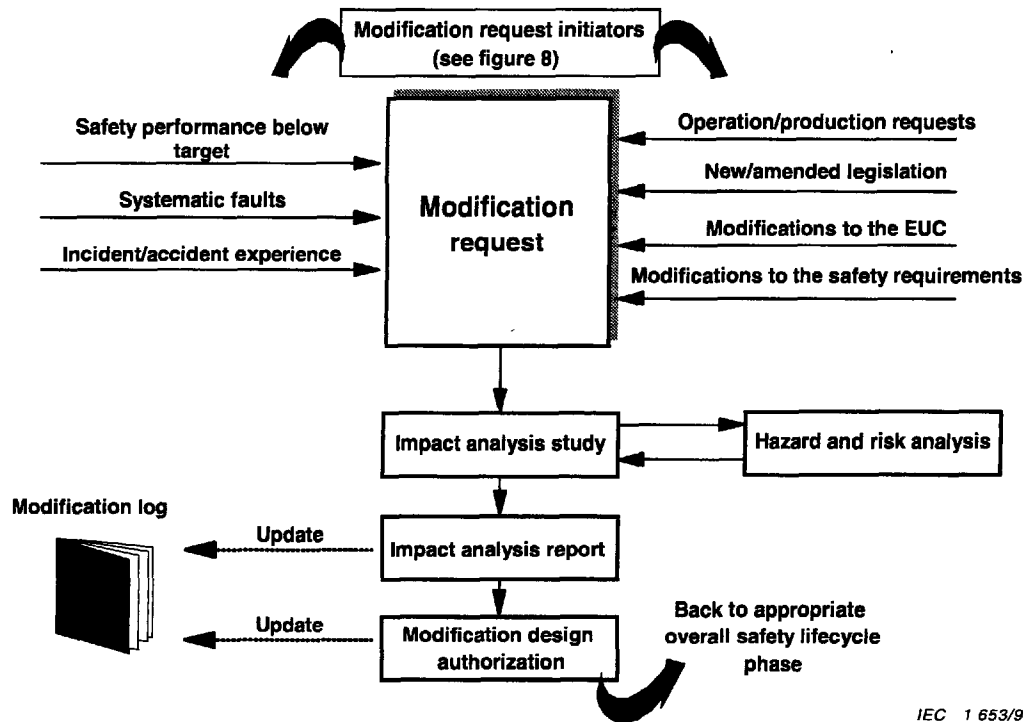 Modification request initiators
(see figure 8)
Safety performance below
target
Systematic faults
Incident/accident experience
Modification
request
Operation/production requests
New/amended legislation
Modifications to the EUC
Modifications to the safety requirements
Impact analysis study
Hazard and risk analysis
Modification log
Update
Impact analysis report
Update
Modification design
authorization
Back to appropriate
overall safety lifecycle
phase
IEC 1 653/9